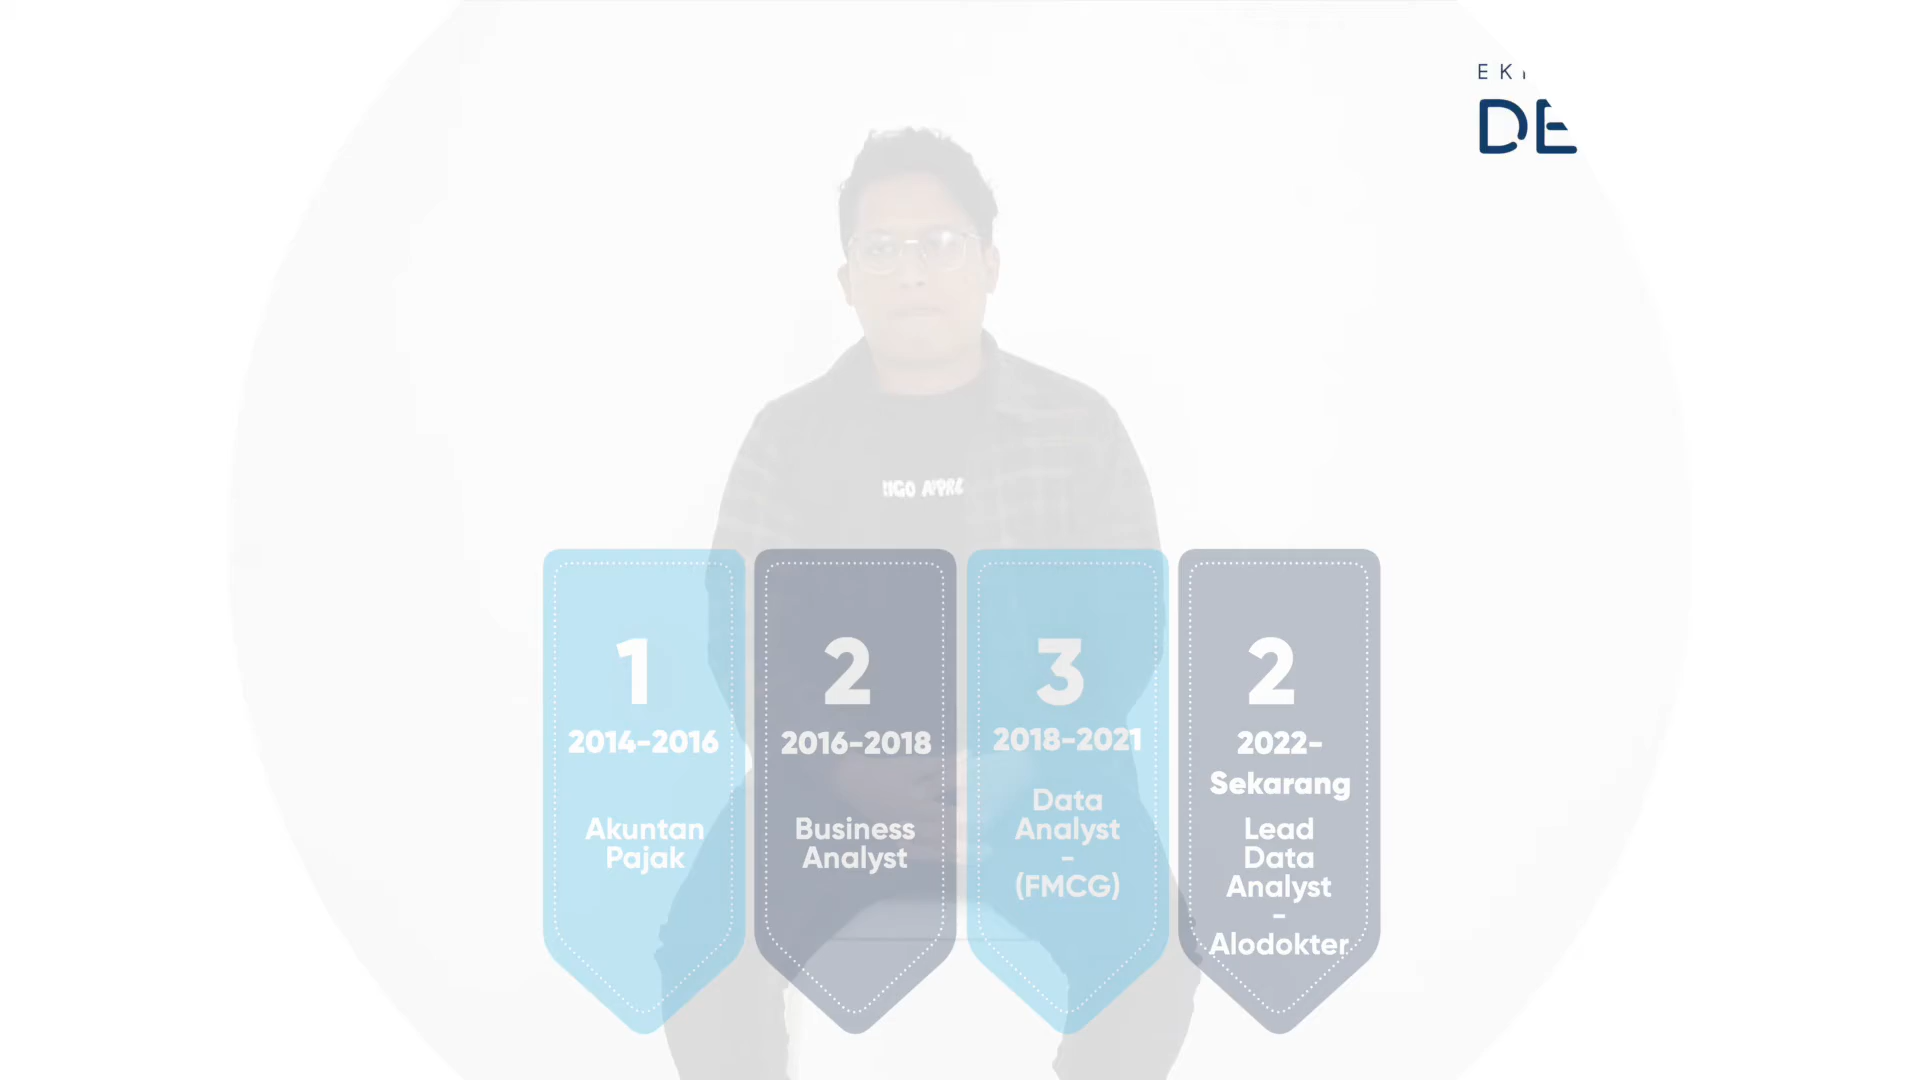 EK
DE
1
2014-2016
Akuntan
Pajak
2
2016-2018
Business
Analyst
3
2018-2021
Data
Analyst
-
(FMCG)
2
2022-
Sekarang
Lead
Data
Analyst
-
Alodokter